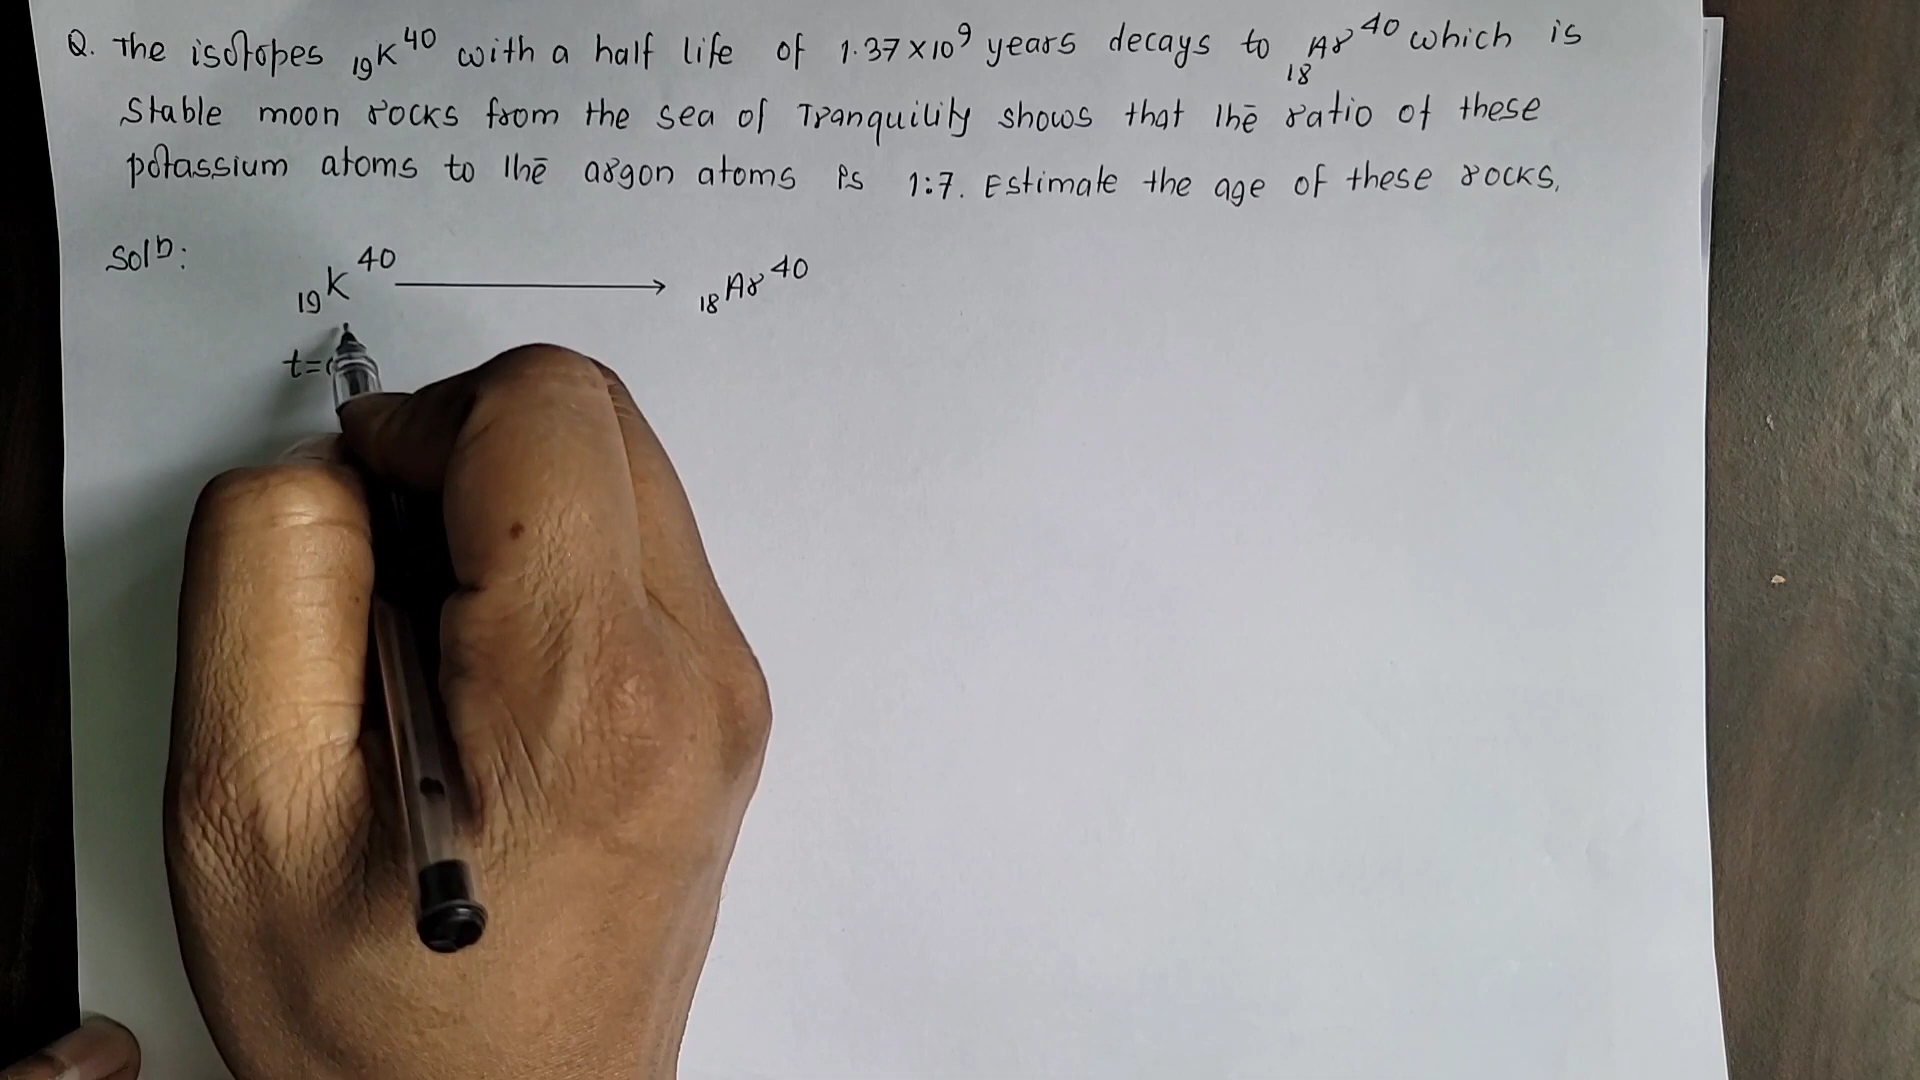 Q. The isotopes ₁₉K⁴⁰ with a half life of 1.37×10⁹ years decays to ₁₈Ar⁴⁰ which is
Stable moon rocks from the sea of Tranquility shows that the ratio of these
potassium atoms to the argon atoms is 1:7. Estimate the age of these rocks.
Solⁿ:
₁₉K⁴⁰ → ₁₈Ar⁴⁰
t=